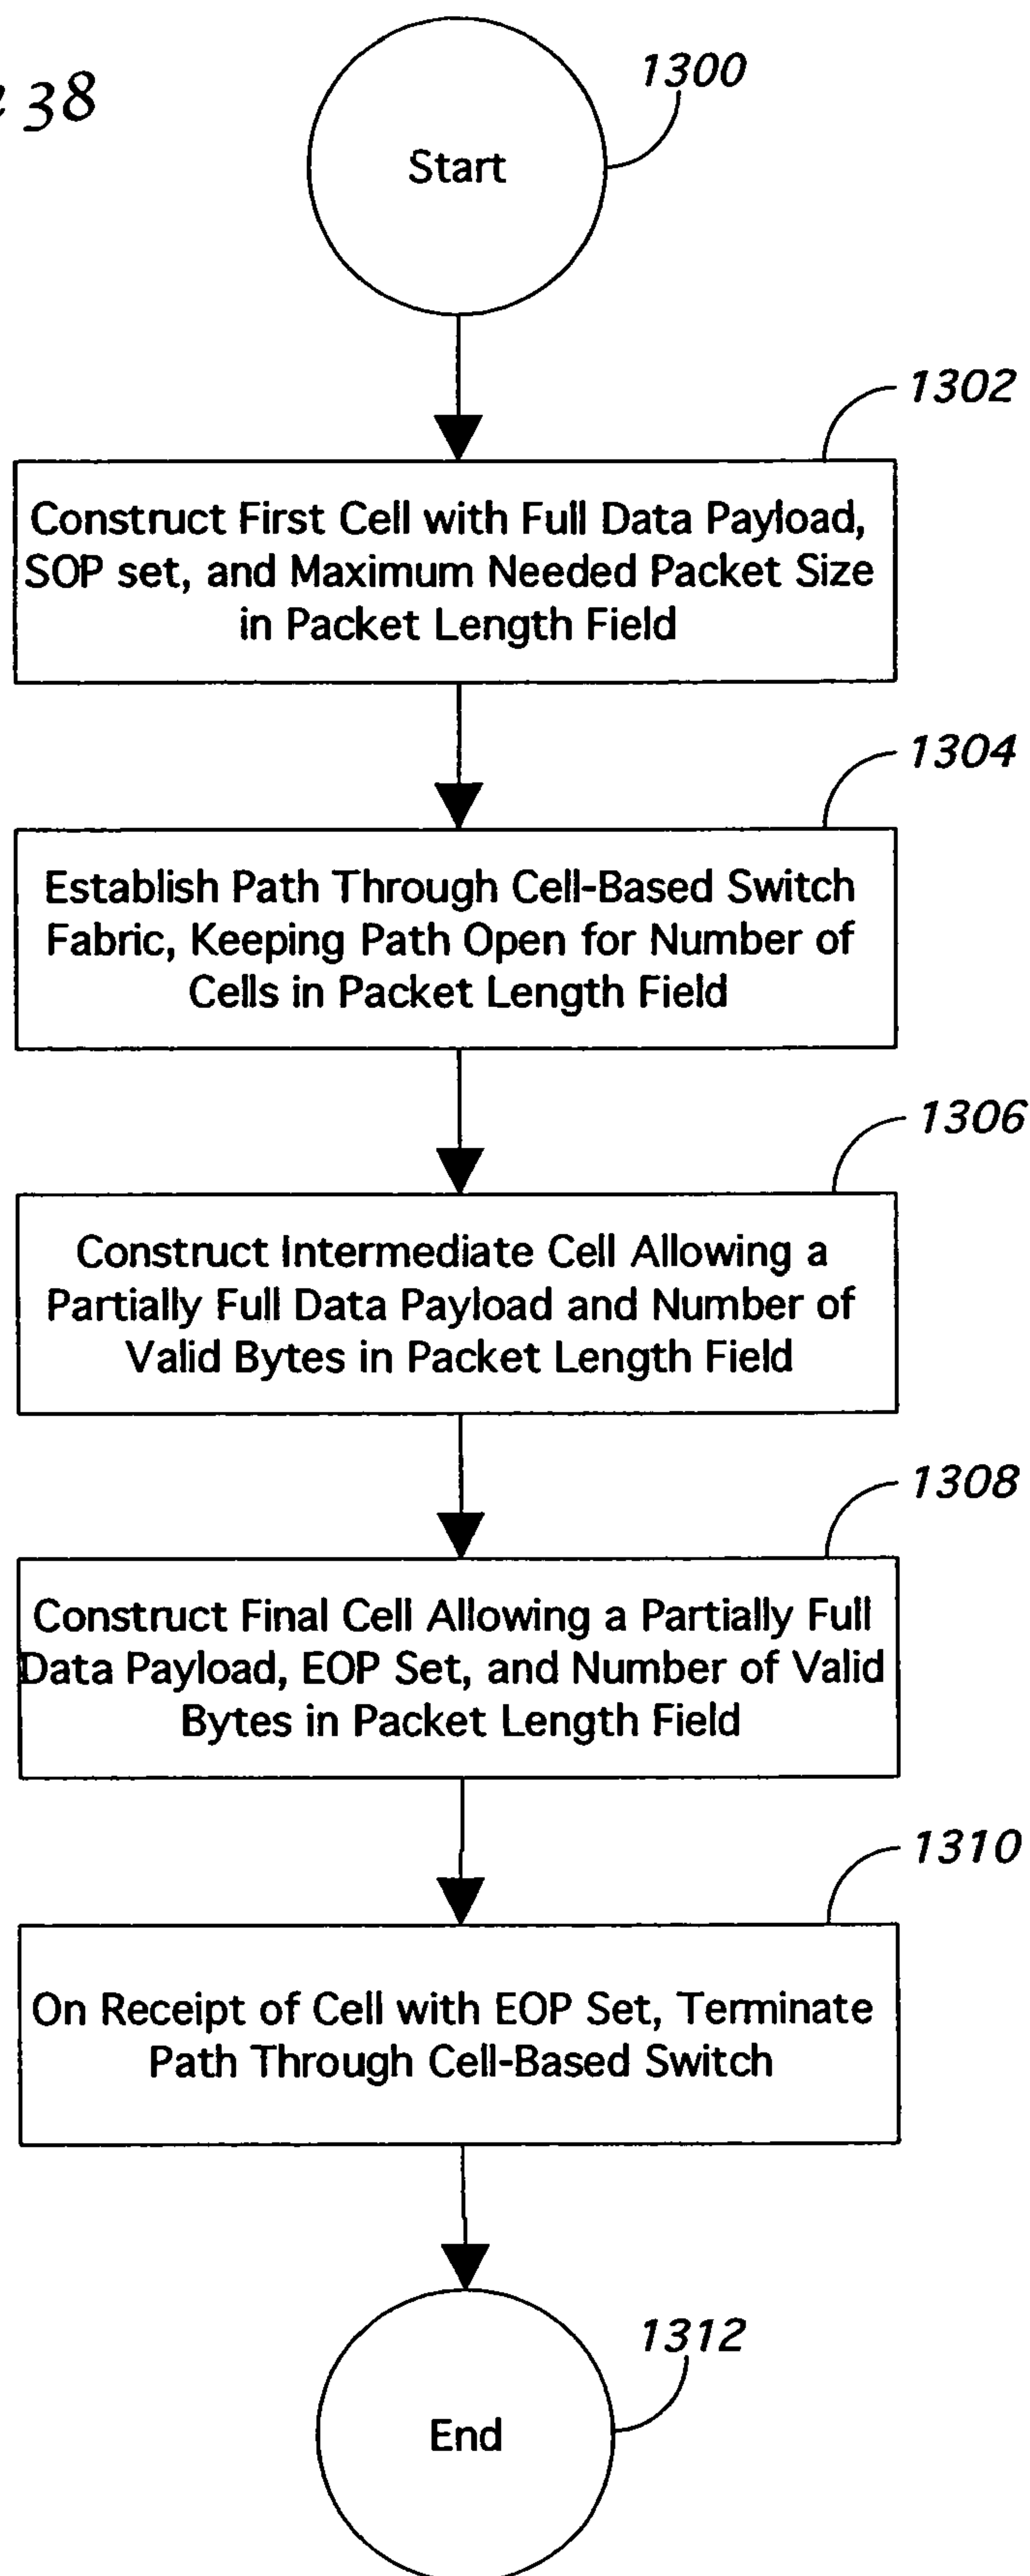 38
1300
Start
1302
Construct First Cell with Full Data Payload,
SOP set, and Maximum Needed Packet Size
in Packet Length Field
1304
Establish Path Through Cell-Based Switch
Fabric, Keeping Path Open for Number of
Cells in Packet Length Field
1306
Construct Intermediate Cell Allowing a
Partially Full Data Payload and Number of
Valid Bytes in Packet Length Field
1308
Construct Final Cell Allowing a Partially Full
Data Payload, EOP Set, and Number of Valid
Bytes in Packet Length Field
1310
On Receipt of Cell with EOP Set, Terminate
Path Through Cell-Based Switch
1312
End